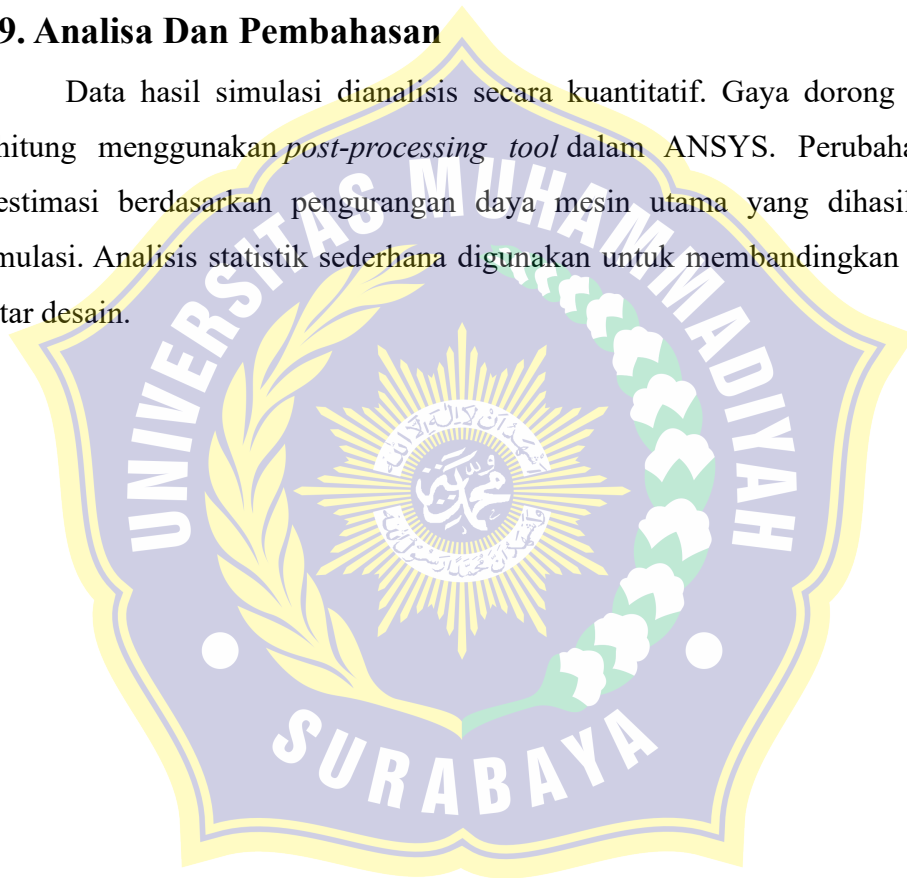 9. Analisa Dan Pembahasan
Data hasil simulasi dianalisis secara kuantitatif. Gaya dorong
hitung menggunakan post-processing tool dalam ANSYS. Perubaha
estimasi berdasarkan pengurangan daya mesin utama yang dihasil
mulasi. Analisis statistik sederhana digunakan untuk membandingkan
tar desain.
UNIVERSITAS MUHAMMADIYAH
SURABAYA